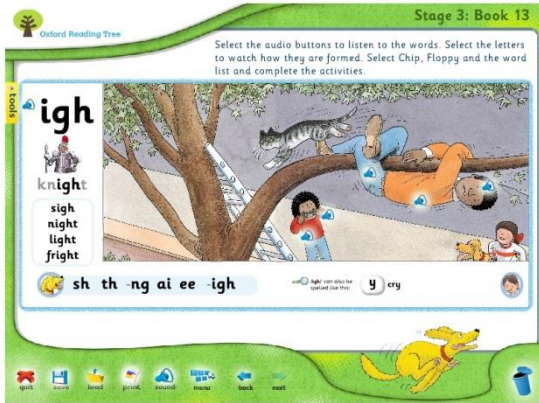 Stage 3: Book 13
Oxford Reading Tree
Select the audio buttons to listen to the words. Select the letters
to watch how they are formed. Select Chip, Floppy and the word
list and complete the activities.
tools
igh
knight
sigh
night
light
fright
sh th -ng ai ee -igh
/igh/ can also be
spelled like this:
y cry
quit save load print sound menu back next